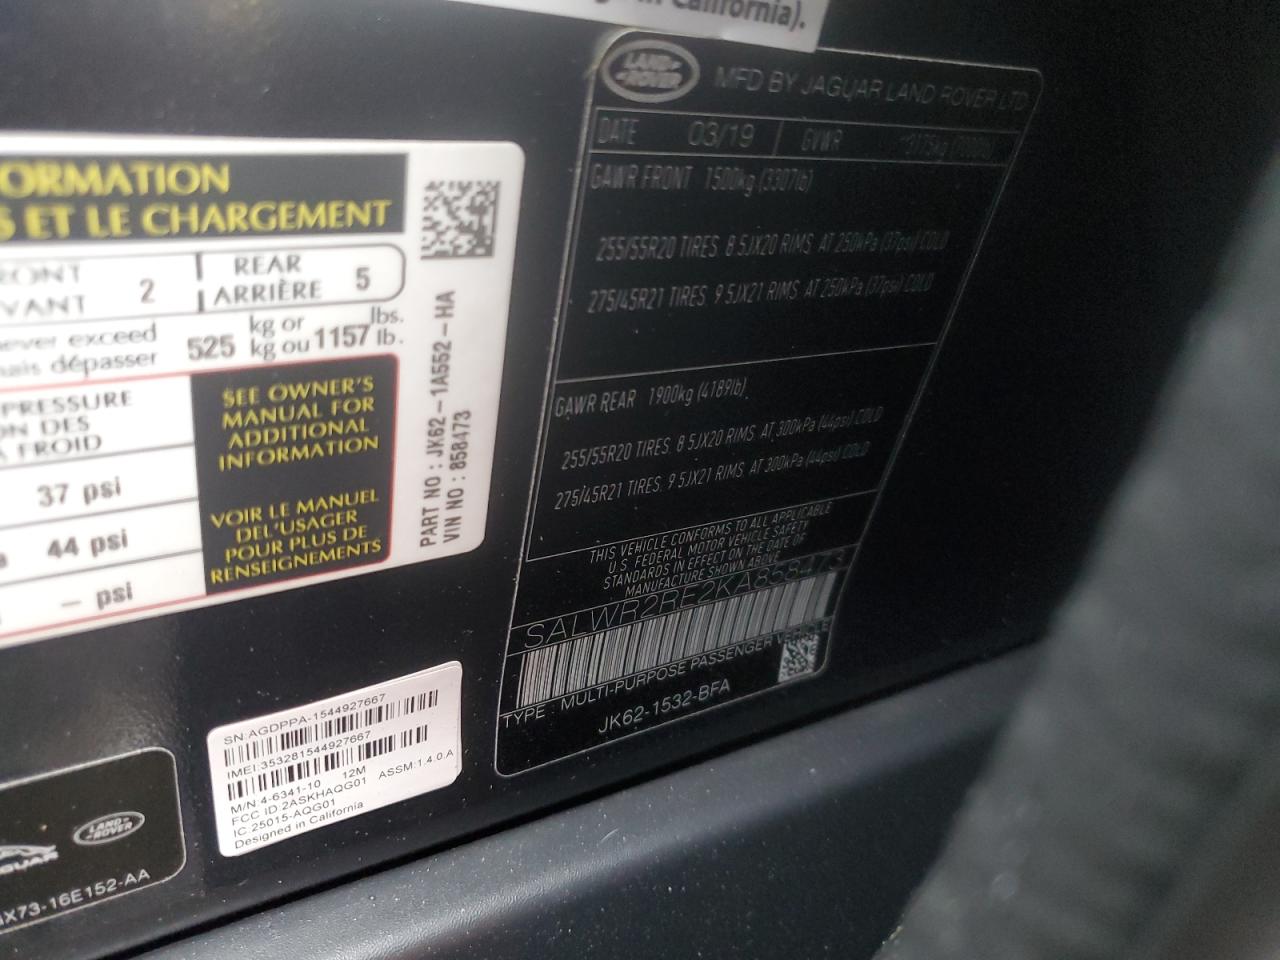 in California).
ORMATION
S ET LE CHARGEMENT
RONT
VANT
2
REAR
ARRIÈRE
5
never exceed
mais dépasser
525
kg or
kg ou
1157
lbs.
lb.
PRESSURE
ON DES
À FROID
37 psi
44 psi
– psi
SEE OWNER'S
MANUAL FOR
ADDITIONAL
INFORMATION
VOIR LE MANUEL
DEL'USAGER
POUR PLUS DE
RENSEIGNEMENTS
PART NO : JK62-1A552-HA
VIN NO : 858473
LAND
ROVER
MFD BY JAGUAR LAND ROVER LTD
DATE 03/19 GVWR
GAWR FRONT 1500kg (3307lb)
255/55R20 TIRES. 8.5JX20 RIMS. AT 250kPa (37psi) COLD
275/45R21 TIRES. 9.5JX21 RIMS. AT 250kPa (37psi) COLD
GAWR REAR 1900kg (4189lb)
255/55R20 TIRES. 8.5JX20 RIMS. AT 300kPa (44psi) COLD
275/45R21 TIRES. 9.5JX21 RIMS. AT 300kPa (44psi) COLD
THIS VEHICLE CONFORMS TO ALL APPLICABLE
U.S. FEDERAL MOTOR VEHICLE SAFETY
STANDARDS IN EFFECT ON THE DATE OF
MANUFACTURE SHOWN ABOVE
SALWR2RE2KA858473
TYPE : MULTI-PURPOSE PASSENGER VEHICLE
JK62-1532-BFA
SN:AGDPPA-1544927667
IMEI:353281544927667
M/N 4-6341-10 12M
FCC ID:2ASKHAQG01 ASSM:1.4.0.A
IC:25015-AQG01
Designed in California
LAND
ROVER
JAGUAR
X73-16E152-AA